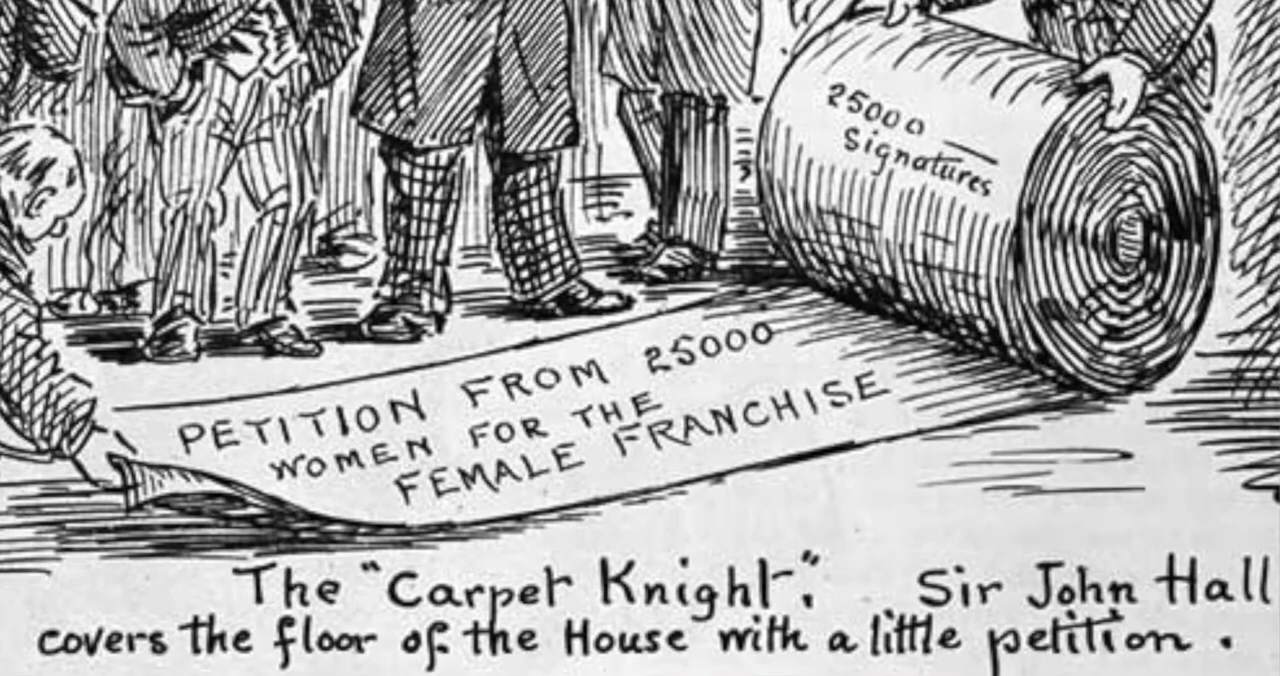 25000
Signatures
PETITION FROM 25000
WOMEN FOR THE
FEMALE FRANCHISE
The "Carpet Knight". Sir John Hall
covers the floor of the House with a little petition.